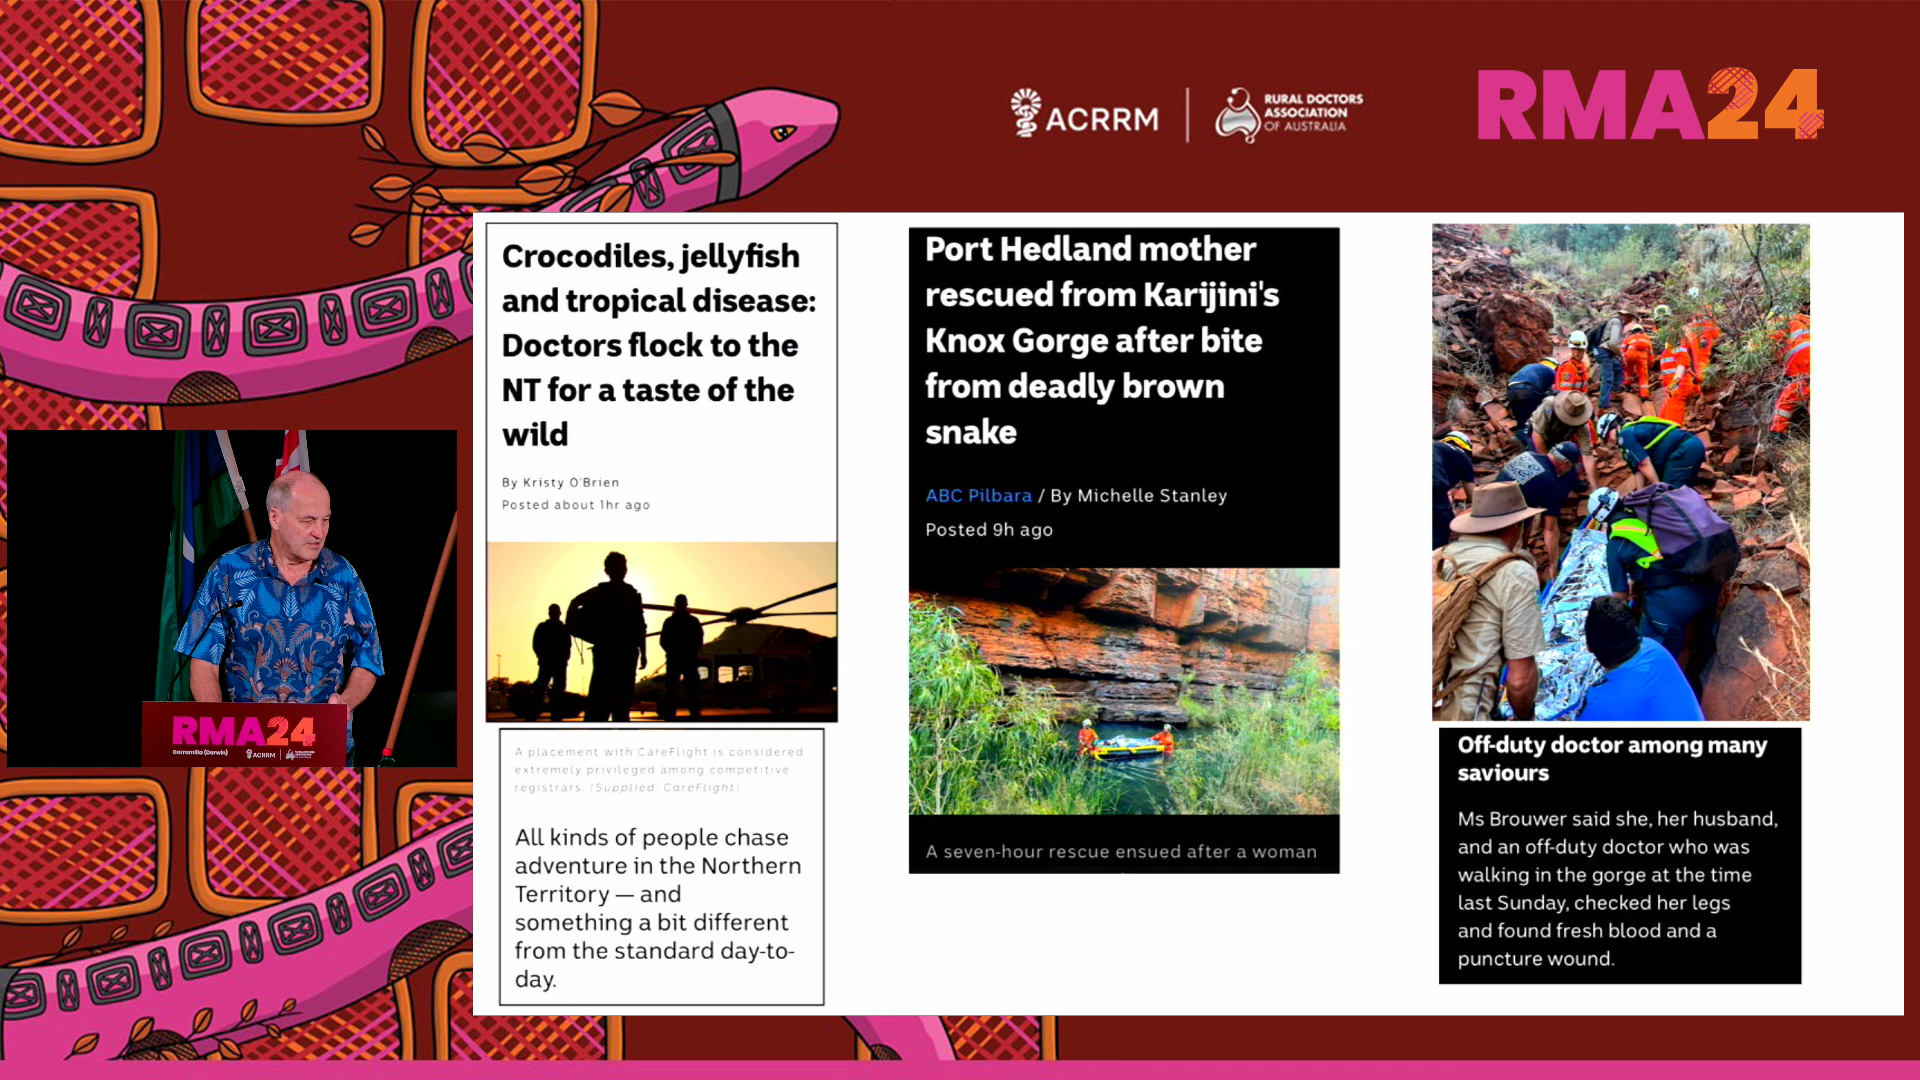 ACRRM
RURAL DOCTORS
ASSOCIATION
OF AUSTRALIA
RMA24
Crocodiles, jellyfish
and tropical disease:
Doctors flock to the
NT for a taste of the
wild
By Kristy O'Brien
Posted about 1hr ago
A placement with CareFlight is considered
extremely privileged among competitive
registrars. (Supplied: CareFlight)
All kinds of people chase
adventure in the Northern
Territory — and
something a bit different
from the standard day-to-
day.
Port Hedland mother
rescued from Karijini's
Knox Gorge after bite
from deadly brown
snake
ABC Pilbara / By Michelle Stanley
Posted 9h ago
A seven-hour rescue ensued after a woman
Off-duty doctor among many
saviours
Ms Brouwer said she, her husband,
and an off-duty doctor who was
walking in the gorge at the time
last Sunday, checked her legs
and found fresh blood and a
puncture wound.
RMA24
Garramilla (Darwin)
ACRRM